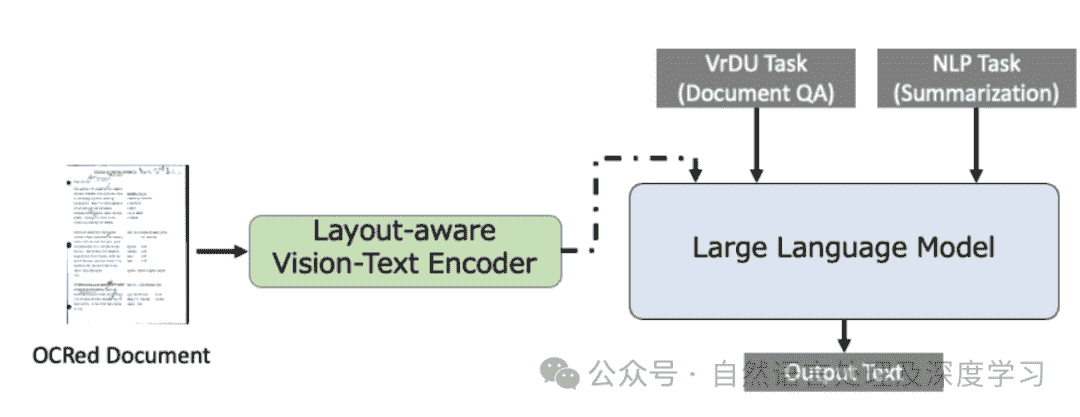 VrDU Task
(Document QA)
NLP Task
(Summarization)
Layout-aware
Vision-Text Encoder
Large Language Model
OCRed Document
Output Text
公众号 · 自然语言处理及深度学习